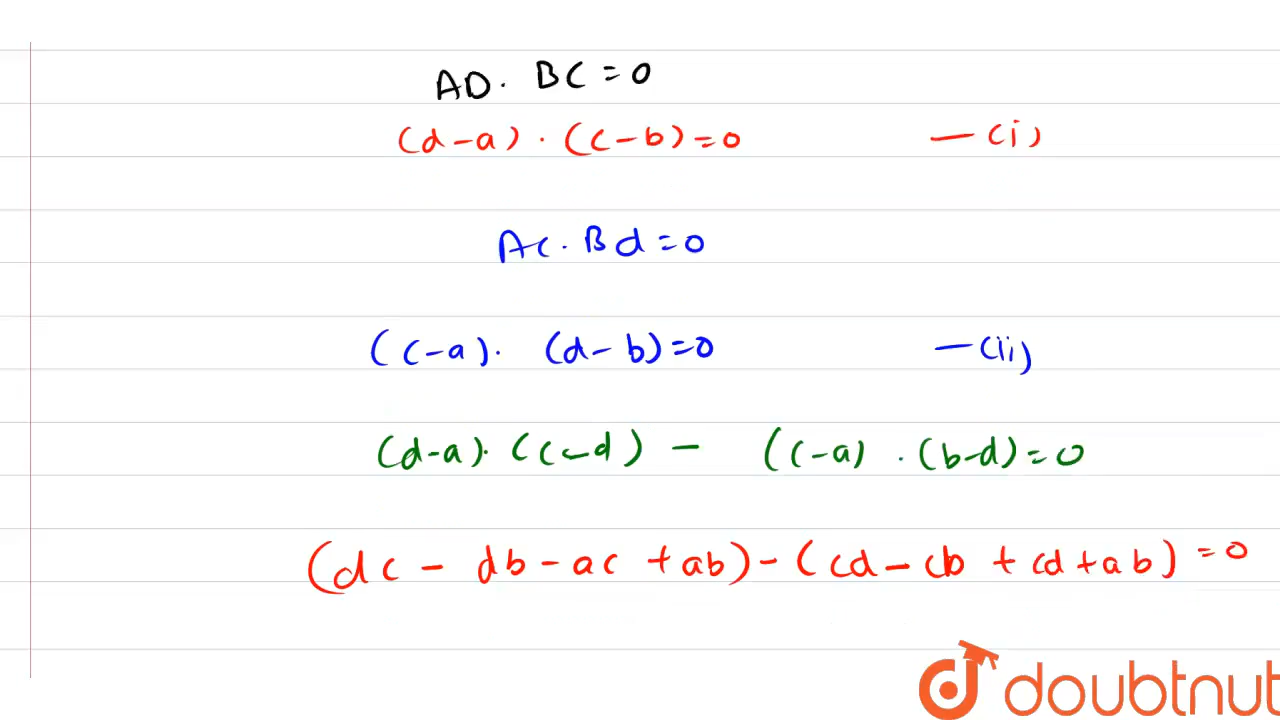 AD. BC = 0
(d-a) . (c-b) = 0 —(i)
AC. Bd = 0
(c-a). (d-b) = 0 —(ii)
(d-a). (c-d) - (c-a) . (b-d) = 0
(dc - db - ac + ab) - (cd - cb + cd + ab) = 0
doubtnut